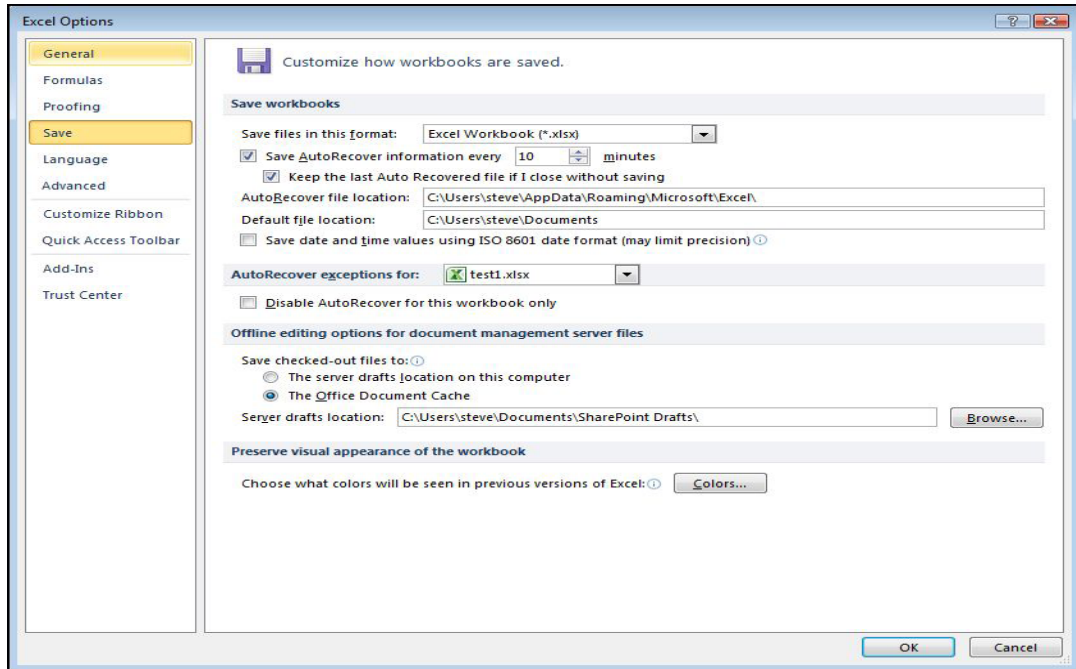 Excel Options
General
Formulas
Proofing
Save
Language
Advanced
Customize Ribbon
Quick Access Toolbar
Add-Ins
Trust Center
Customize how workbooks are saved.
Save workbooks
Save files in this format: Excel Workbook (*.xlsx)
Save AutoRecover information every 10 minutes
Keep the last Auto Recovered file if I close without saving
AutoRecover file location: C:\Users\steve\AppData\Roaming\Microsoft\Excel\
Default file location: C:\Users\steve\Documents
Save date and time values using ISO 8601 date format (may limit precision)
AutoRecover exceptions for: test1.xlsx
Disable AutoRecover for this workbook only
Offline editing options for document management server files
Save checked-out files to:
The server drafts location on this computer
The Office Document Cache
Server drafts location: C:\Users\steve\Documents\SharePoint Drafts\
Browse...
Preserve visual appearance of the workbook
Choose what colors will be seen in previous versions of Excel: Colors...
OK Cancel